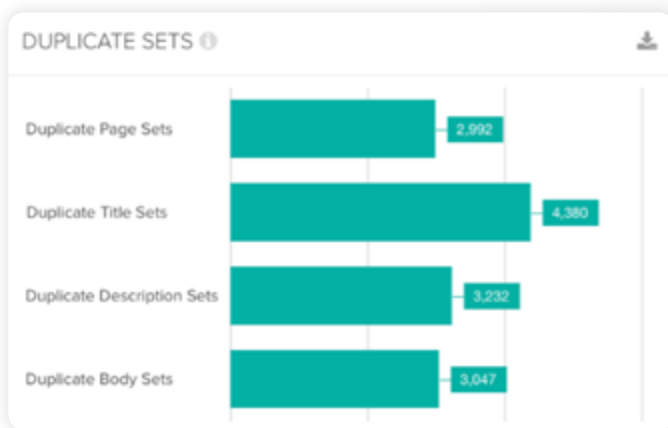 DUPLICATE SETS
Duplicate Page Sets 2,992
Duplicate Title Sets 4,380
Duplicate Description Sets 3,232
Duplicate Body Sets 3,047